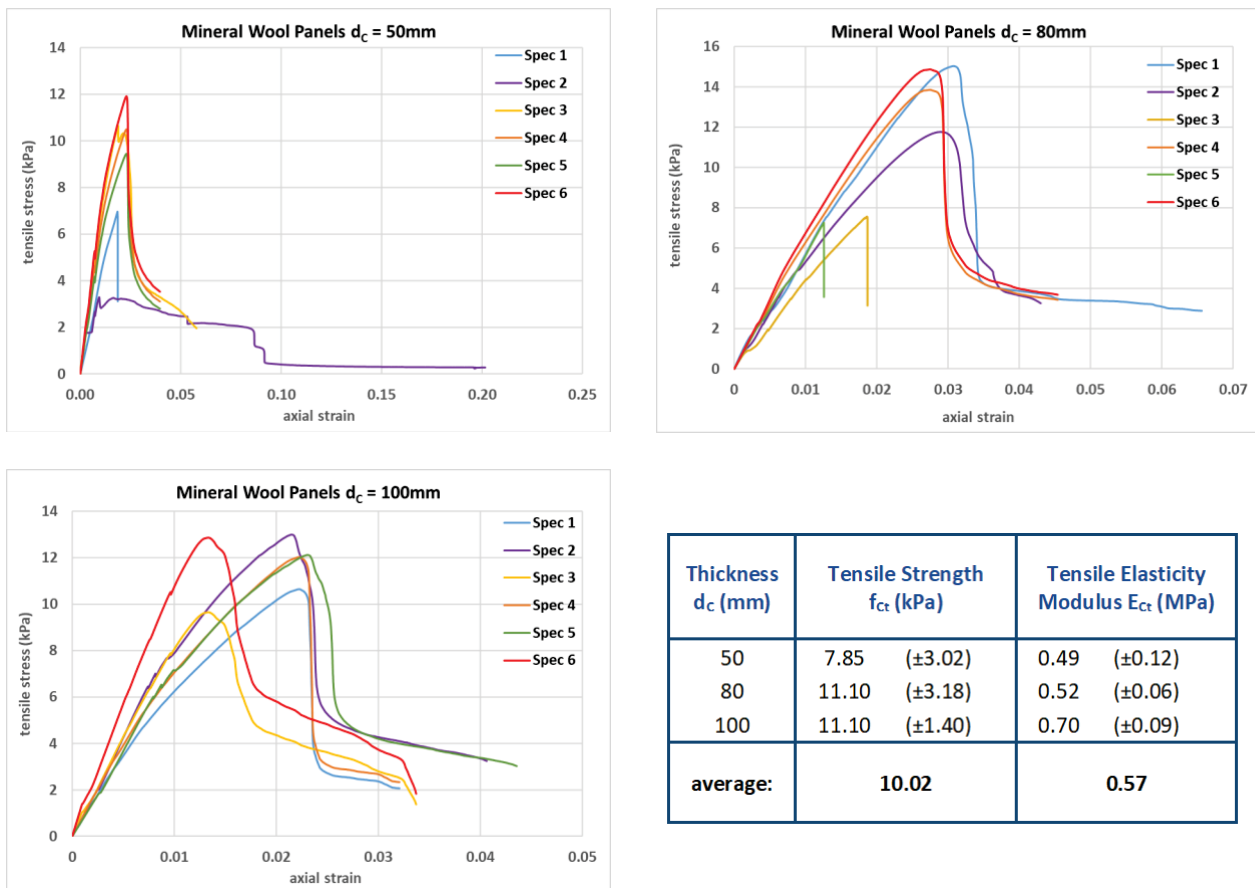 Mineral Wool Panels dC = 50mm
14
12
10
8
6
4
2
0
tensile stress (kPa)
0.00 0.05 0.10 0.15 0.20 0.25
axial strain
Spec 1
Spec 2
Spec 3
Spec 4
Spec 5
Spec 6
Mineral Wool Panels dC = 80mm
16
14
12
10
8
6
4
2
0
tensile stress (kPa)
0 0.01 0.02 0.03 0.04 0.05 0.06 0.07
axial strain
Spec 1
Spec 2
Spec 3
Spec 4
Spec 5
Spec 6
Mineral Wool Panels dC = 100mm
14
12
10
8
6
4
2
0
tensile stress (kPa)
0 0.01 0.02 0.03 0.04 0.05
axial strain
Spec 1
Spec 2
Spec 3
Spec 4
Spec 5
Spec 6
Thickness Tensile Strength Tensile Elasticity
dC (mm) fCt (kPa) Modulus ECt (MPa)
50 7.85 (±3.02) 0.49 (±0.12)
80 11.10 (±3.18) 0.52 (±0.06)
100 11.10 (±1.40) 0.70 (±0.09)
average: 10.02 0.57